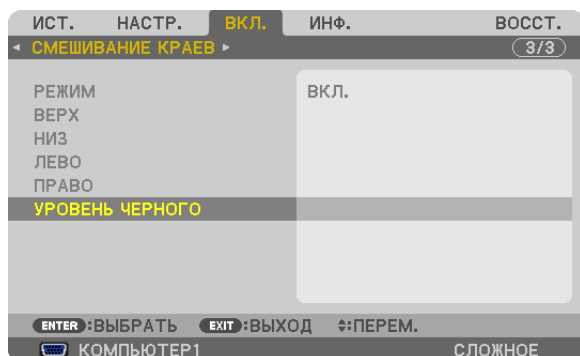 ИСТ. НАСТР. ВКЛ. ИНФ. ВОССТ.
СМЕШИВАНИЕ КРАЕВ 3/3
РЕЖИМ ВКЛ.
ВЕРХ
НИЗ
ЛЕВО
ПРАВО
УРОВЕНЬ ЧЕРНОГО
ENTER :ВЫБРАТЬ EXIT :ВЫХОД :ПЕРЕМ.
КОМПЬЮТЕР1 СЛОЖНОЕ